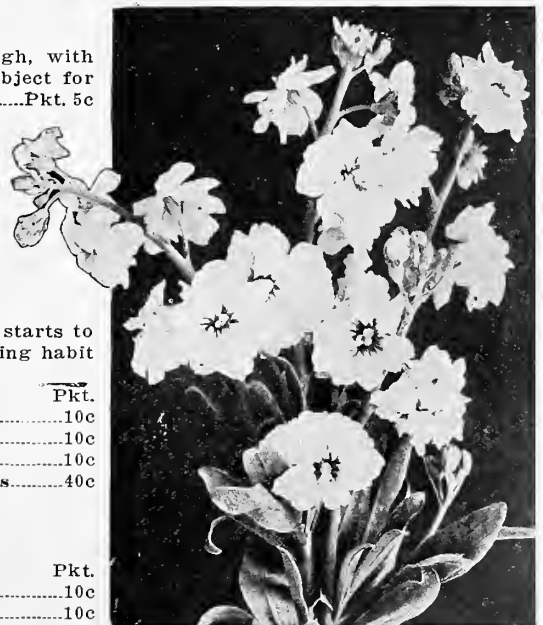 gh, with
bject for
.....Pkt. 5c
starts to
ing habit
Pkt.
..................10c
..................10c
..................10c
s........40c
Pkt.
..................10c
..................10c